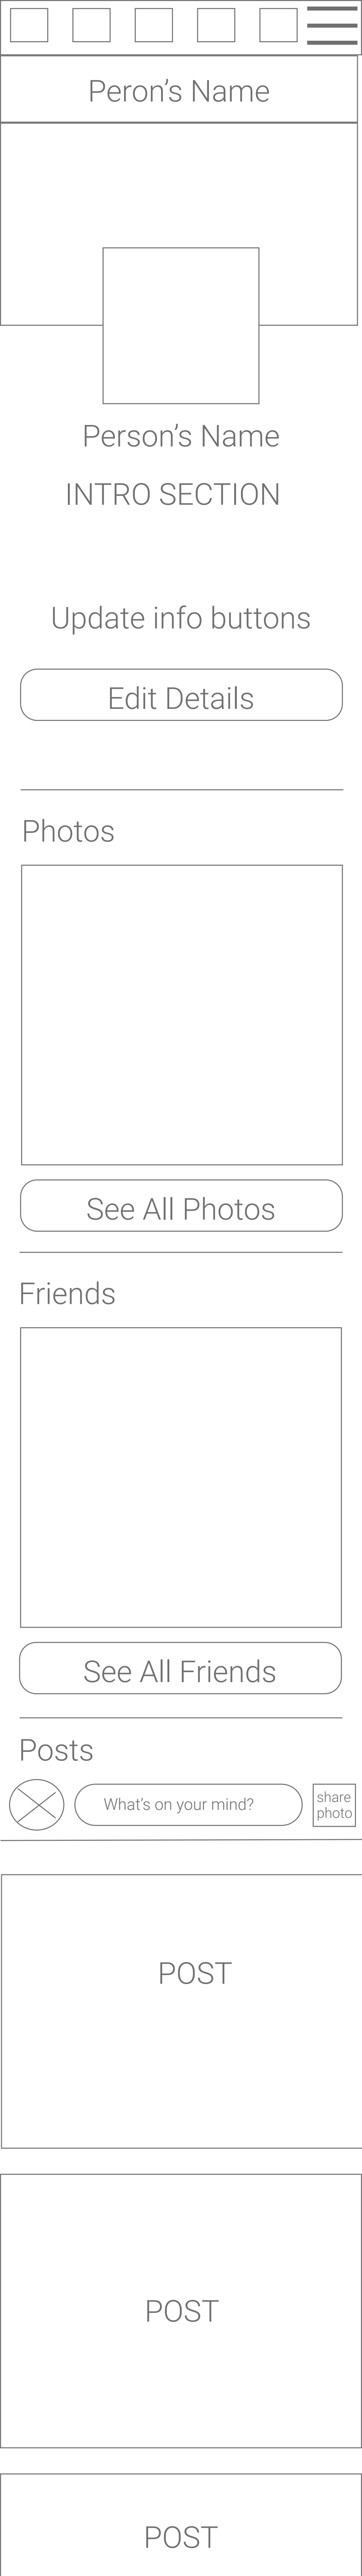 Peron’s Name
Person’s Name
INTRO SECTION
Update info buttons
Edit Details
Photos
See All Photos
Friends
See All Friends
Posts
What’s on your mind?
share
photo
POST
POST
POST